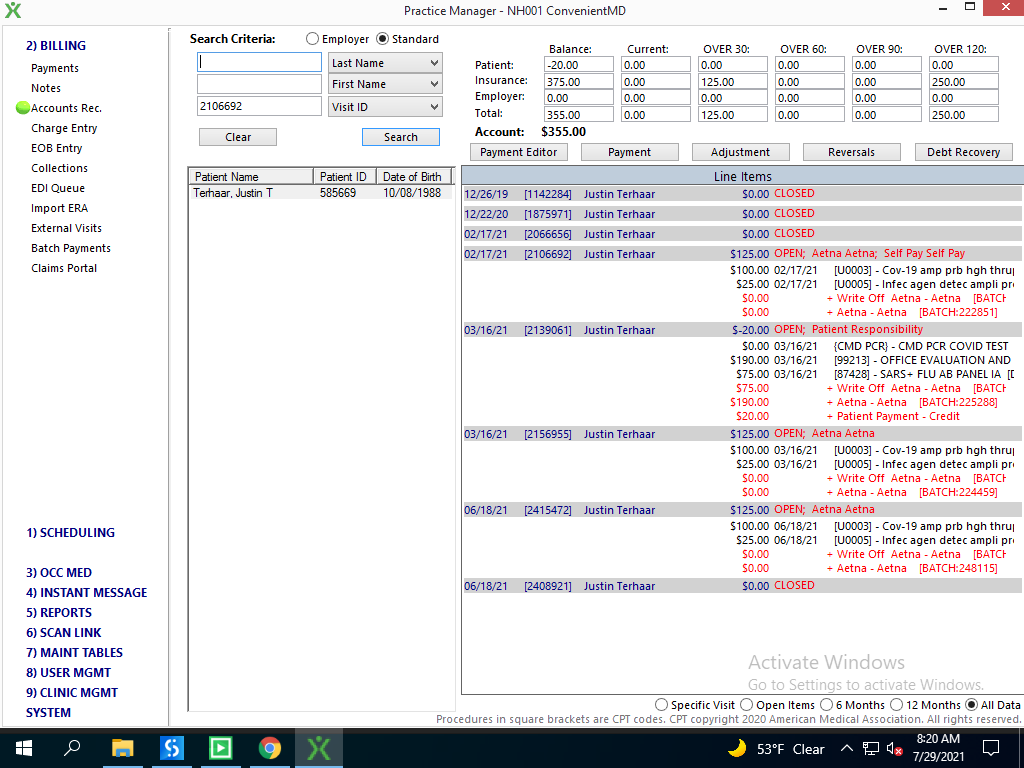 Practice Manager - NH001 ConvenientMD
2) BILLING
Payments
Notes
Accounts Rec.
Charge Entry
EOB Entry
Collections
EDI Queue
Import ERA
External Visits
Batch Payments
Claims Portal
1) SCHEDULING
3) OCC MED
4) INSTANT MESSAGE
5) REPORTS
6) SCAN LINK
7) MAINT TABLES
8) USER MGMT
9) CLINIC MGMT
SYSTEM
Search Criteria: Employer Standard
Last Name
First Name
2106692 Visit ID
Clear Search
Patient Name Patient ID Date of Birth
Terhaar, Justin T 585669 10/08/1988
Balance: Current: OVER 30: OVER 60: OVER 90: OVER 120:
Patient: -20.00 0.00 0.00 0.00 0.00 0.00
Insurance: 375.00 0.00 125.00 0.00 0.00 250.00
Employer: 0.00 0.00 0.00 0.00 0.00 0.00
Total: 355.00 0.00 125.00 0.00 0.00 250.00
Account: $355.00
Payment Editor Payment Adjustment Reversals Debt Recovery
Line Items
12/26/19 [1142284] Justin Terhaar $0.00 CLOSED
12/22/20 [1875971] Justin Terhaar $0.00 CLOSED
02/17/21 [2066656] Justin Terhaar $0.00 CLOSED
02/17/21 [2106692] Justin Terhaar $125.00 OPEN; Aetna Aetna; Self Pay Self Pay
$100.00 02/17/21 [U0003] - Cov-19 amp prb hgh thrup
$25.00 02/17/21 [U0005] - Infec agen detec ampli pr
$0.00 + Write Off Aetna - Aetna [BATCH
$0.00 + Aetna - Aetna [BATCH:222851]
03/16/21 [2139061] Justin Terhaar $-20.00 OPEN; Patient Responsibility
$0.00 03/16/21 {CMD PCR} - CMD PCR COVID TEST
$190.00 03/16/21 [99213] - OFFICE EVALUATION AND
$75.00 03/16/21 [87428] - SARS+ FLU AB PANEL IA [D
$75.00 + Write Off Aetna - Aetna [BATCH
$190.00 + Aetna - Aetna [BATCH:225288]
$20.00 + Patient Payment - Credit
03/16/21 [2156955] Justin Terhaar $125.00 OPEN; Aetna Aetna
$100.00 03/16/21 [U0003] - Cov-19 amp prb hgh thrup
$25.00 03/16/21 [U0005] - Infec agen detec ampli pr
$0.00 + Write Off Aetna - Aetna [BATCH
$0.00 + Aetna - Aetna [BATCH:224459]
06/18/21 [2415472] Justin Terhaar $125.00 OPEN; Aetna Aetna
$100.00 06/18/21 [U0003] - Cov-19 amp prb hgh thrup
$25.00 06/18/21 [U0005] - Infec agen detec ampli pr
$0.00 + Write Off Aetna - Aetna [BATCH
$0.00 + Aetna - Aetna [BATCH:248115]
06/18/21 [2408921] Justin Terhaar $0.00 CLOSED
Activate Windows
Go to Settings to activate Windows.
Specific Visit Open Items 6 Months 12 Months All Data
Procedures in square brackets are CPT codes. CPT copyright 2020 American Medical Association. All rights reserved.
53°F Clear
8:20 AM
7/29/2021